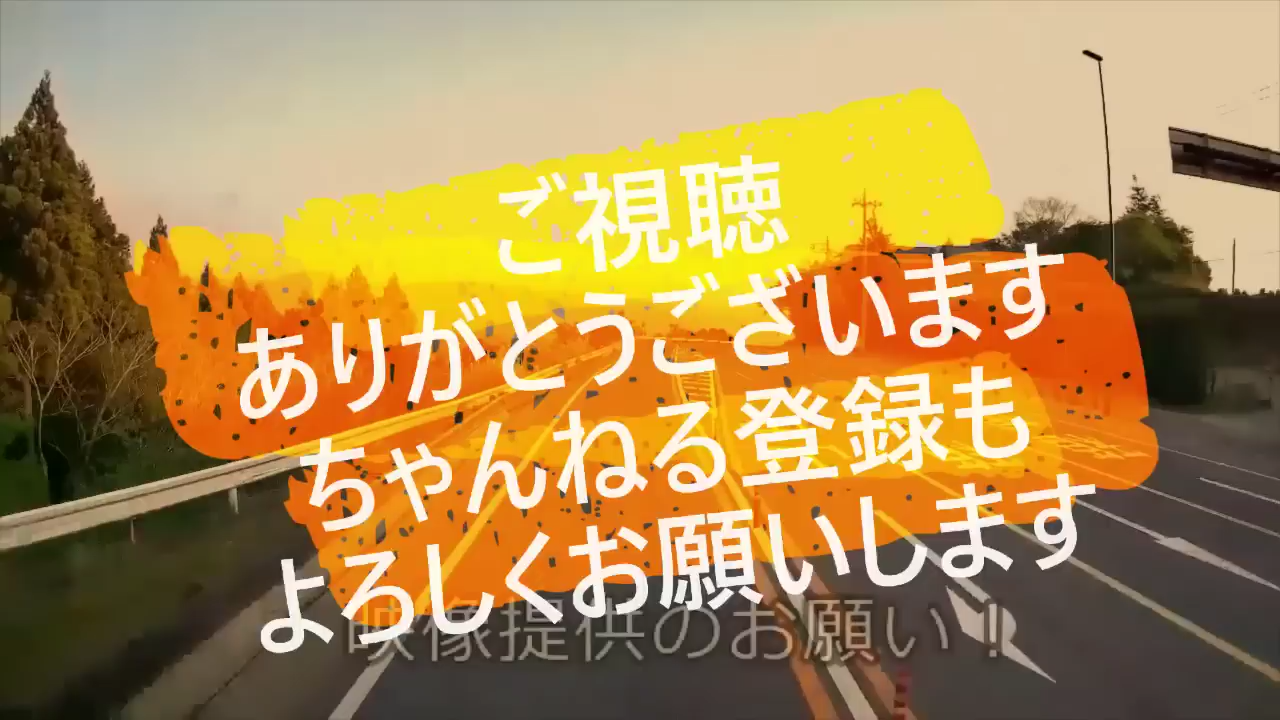 ご視聴
ありがとうございます
ちゃんねる登録も
よろしくお願いします
映像提供のお願い！